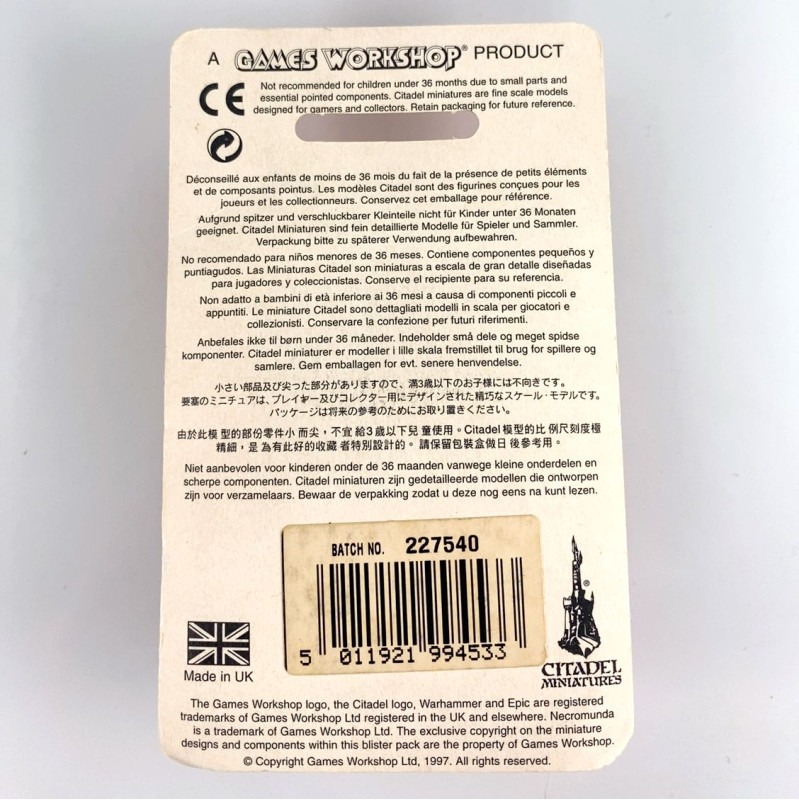 A GAMES WORKSHOP® PRODUCT
CE
Not recommended for children under 36 months due to small parts and
essential pointed components. Citadel miniatures are fine scale models
designed for gamers and collectors. Retain packaging for future reference.
Déconseillé aux enfants de moins de 36 mois du fait de la présence de petits éléments
et de composants pointus. Les modèles Citadel sont des figurines conçues pour les
joueurs et les collectionneurs. Conservez cet emballage pour référence.
Aufgrund spitzer und verschluckbarer Kleinteile nicht für Kinder unter 36 Monaten
geeignet. Citadel Miniaturen sind fein detaillierte Modelle für Spieler und Sammler.
Verpackung bitte zu späterer Verwendung aufbewahren.
No recomendado para niños menores de 36 meses. Contiene componentes pequeños y
puntiagudos. Las Miniaturas Citadel son miniaturas a escala de gran detalle diseñadas
para jugadores y coleccionistas. Conserve el recipiente para su referencia.
Non adatto a bambini di età inferiore ai 36 mesi a causa di componenti piccoli e
appuntiti. Le miniature Citadel sono dettagliati modelli in scala per giocatori e
collezionisti. Conservare la confezione per futuri riferimenti.
Anbefales ikke til børn under 36 måneder. Indeholder små dele og meget spidse
komponenter. Citadel miniaturer er modeller i lille skala fremstillet til brug for spillere og
samlere. Gem emballagen for evt. senere henvendelse.
小さい部品及び尖った部分がありますので、満3歳以下のお子様には不向きです。
要塞のミニチュアは、プレイキー及びコレクター用にデザインされた精巧なスケール・モデルです。
パッケージは将来の参考のためにお取り置きください。
由於此模 型的部份零件小 而尖，不宜 給3歲以下兒 童使用。Citadel 模型的比 例尺刻度極
精細，是 為有此好的收藏 者特別設計的。 請保留包裝盒做日 後參考用。
Niet aanbevolen voor kinderen onder de 36 maanden vanwege kleine onderdelen en
scherpe componenten. Citadel miniaturen zijn gedetailleerde modellen die ontworpen
zijn voor verzamelaars. Bewaar de verpakking zodat u deze nog eens na kunt lezen.
BATCH NO. 227540
5 011921 994533
®
CITADEL
MINIATURES
Made in UK
The Games Workshop logo, the Citadel logo, Warhammer and Epic are registered
trademarks of Games Workshop Ltd registered in the UK and elsewhere. Necromunda
is a trademark of Games Workshop Ltd. The exclusive copyright on the miniature
designs and components within this blister pack are the property of Games Workshop.
© Copyright Games Workshop Ltd, 1997. All rights reserved.